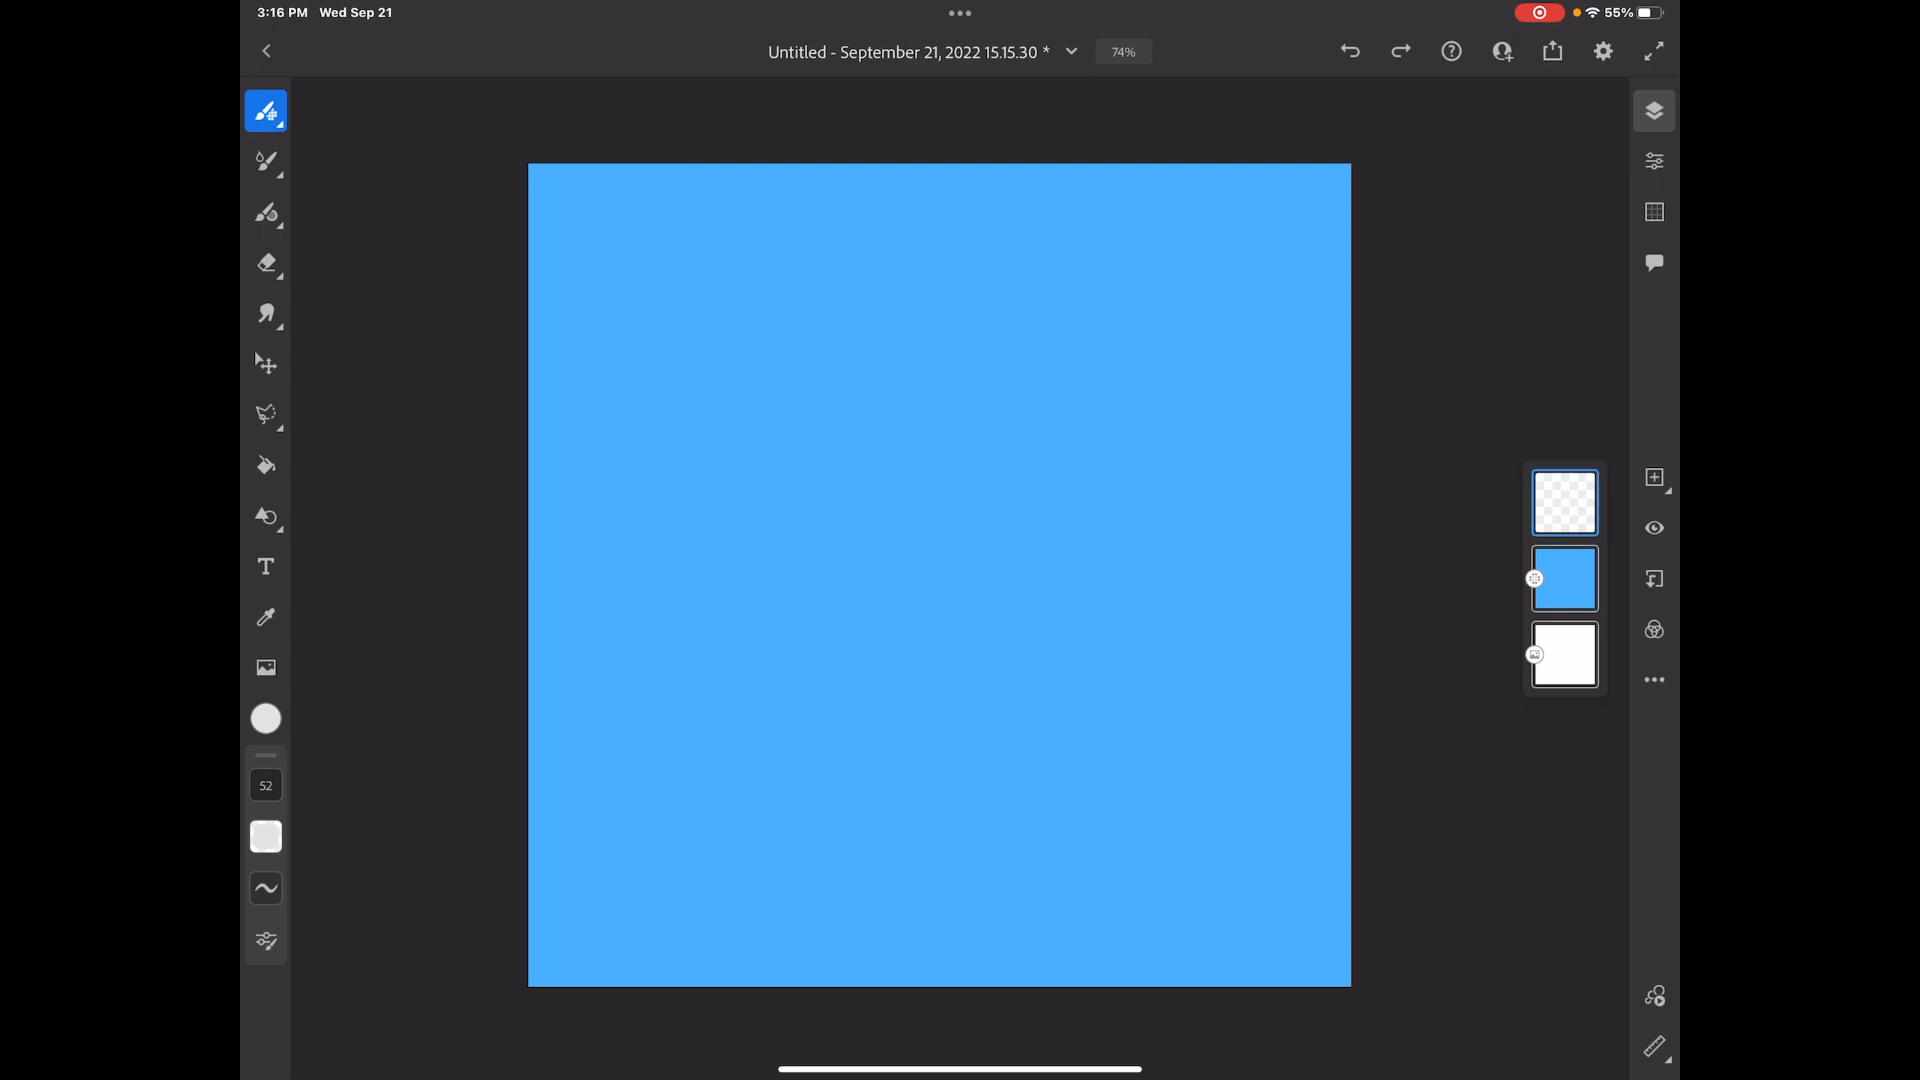 3:16 PM Wed Sep 21
55%
Untitled - September 21, 2022 15.15.30 *
74%
T
52